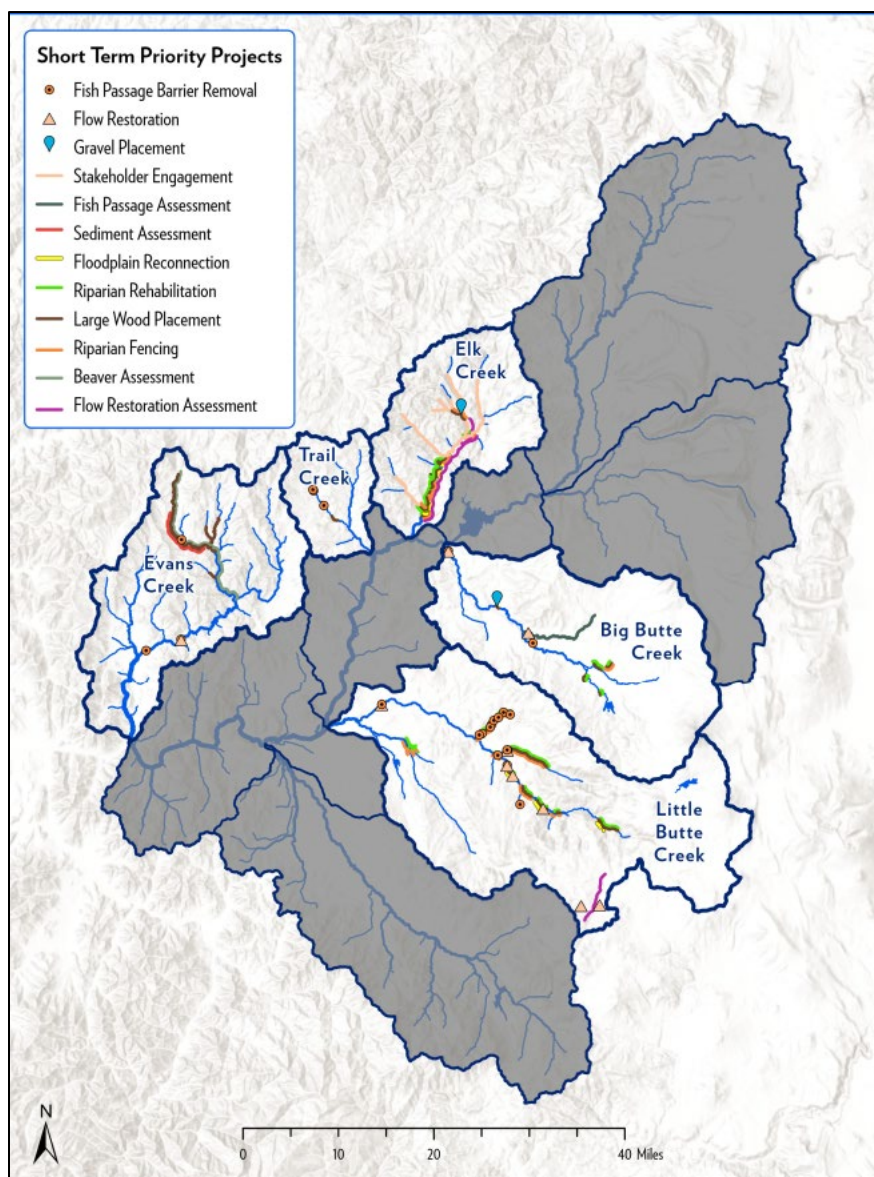 Short Term Priority Projects
Fish Passage Barrier Removal
Flow Restoration
Gravel Placement
Stakeholder Engagement
Fish Passage Assessment
Sediment Assessment
Floodplain Reconnection
Riparian Rehabilitation
Large Wood Placement
Riparian Fencing
Beaver Assessment
Flow Restoration Assessment
Elk
Creek
Trail
Creek
Evans
Creek
Big Butte
Creek
Little
Butte
Creek
N
0 10 20 40 Miles